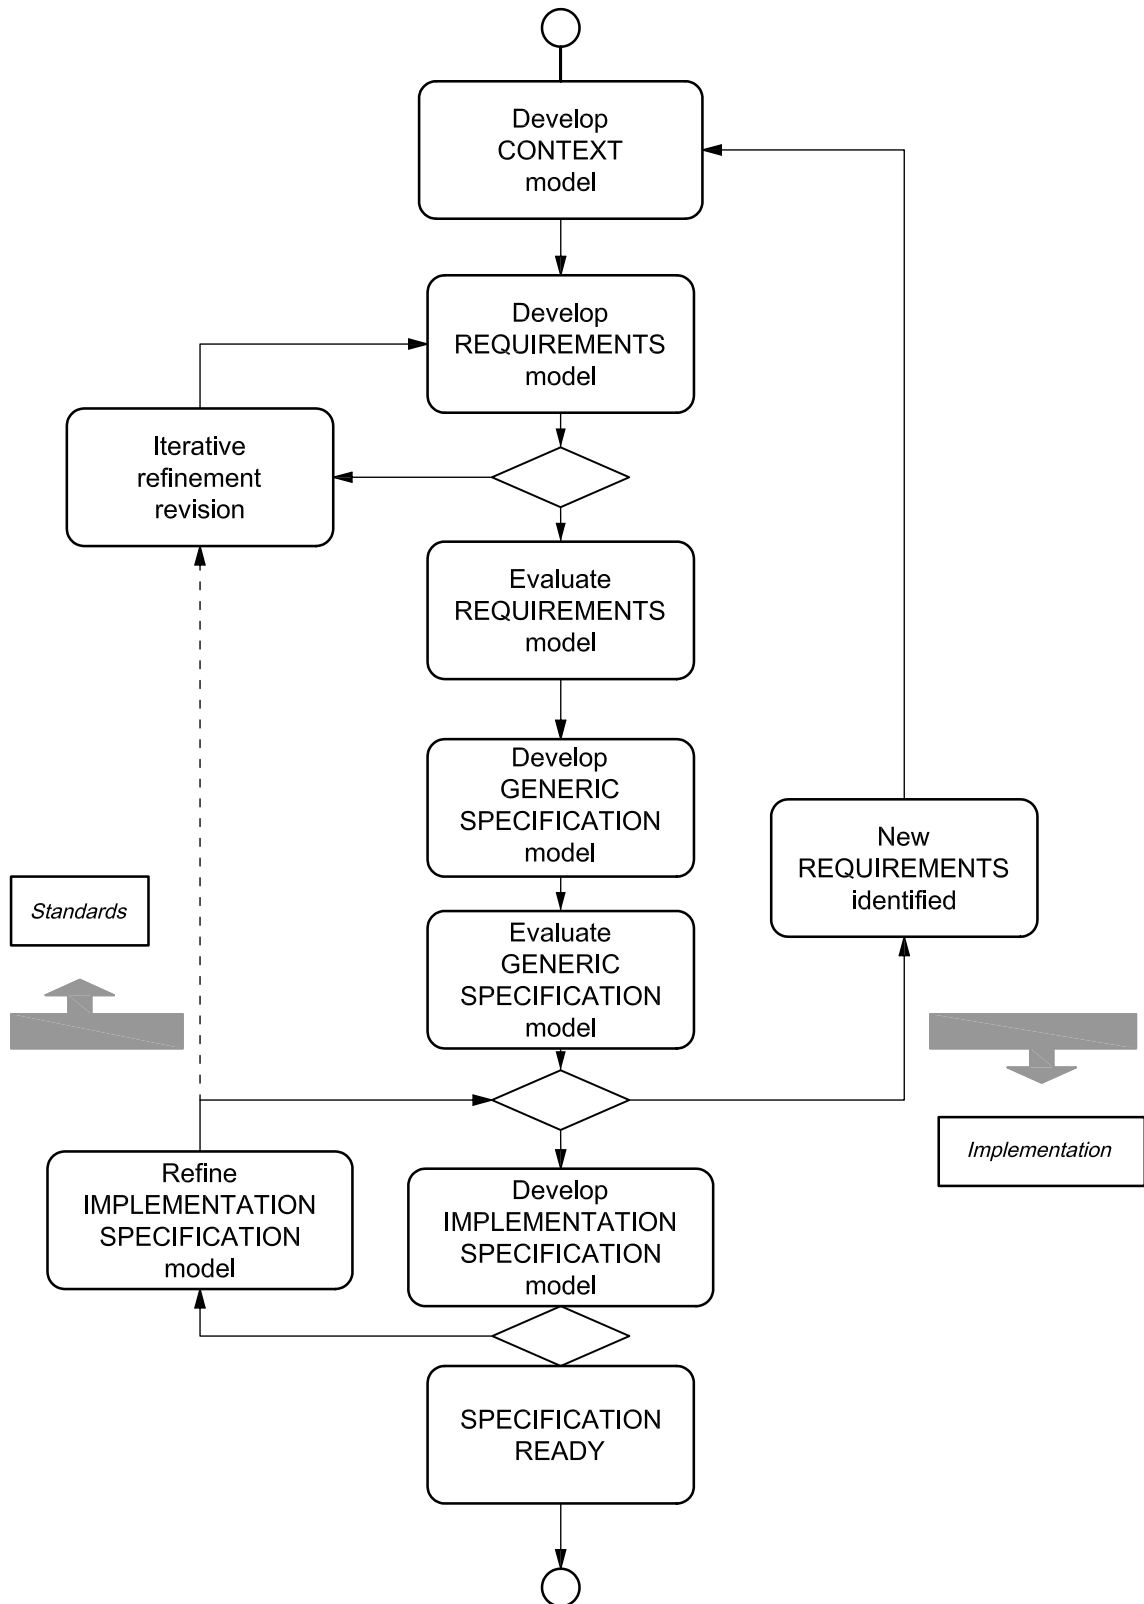 Develop
CONTEXT
model
Develop
REQUIREMENTS
model
Iterative
refinement
revision
Evaluate
REQUIREMENTS
model
Develop
GENERIC
SPECIFICATION
model
New
REQUIREMENTS
identified
Standards
Evaluate
GENERIC
SPECIFICATION
model
Implementation
Refine
IMPLEMENTATION
SPECIFICATION
model
Develop
IMPLEMENTATION
SPECIFICATION
model
SPECIFICATION
READY